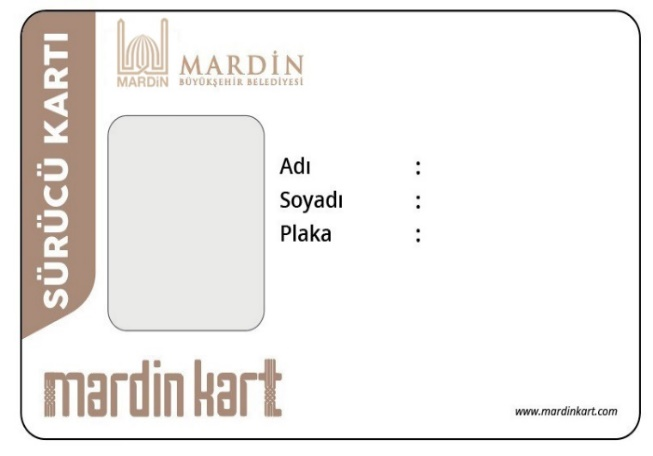 SÜRÜCÜ KARTI
MARDİN
MARDİN
BÜYÜKŞEHİR BELEDİYESİ
Adı :
Soyadı :
Plaka :
mardin kart
www.mardinkart.com